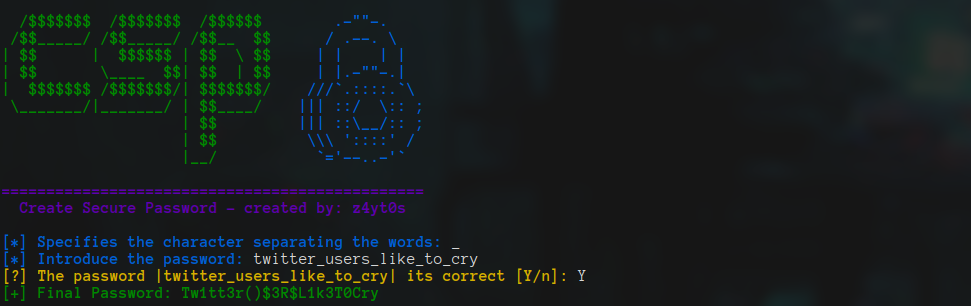 csp
=============================================
Create Secure Password - created by: z4yt0s
[*] Specifies the character separating the words: _
[*] Introduce the password: twitter_users_like_to_cry
[?] The password |twitter_users_like_to_cry| its correct [Y/n]: Y
[+] Final Password: Tw1tt3r()$3R$L1k3T0Cry